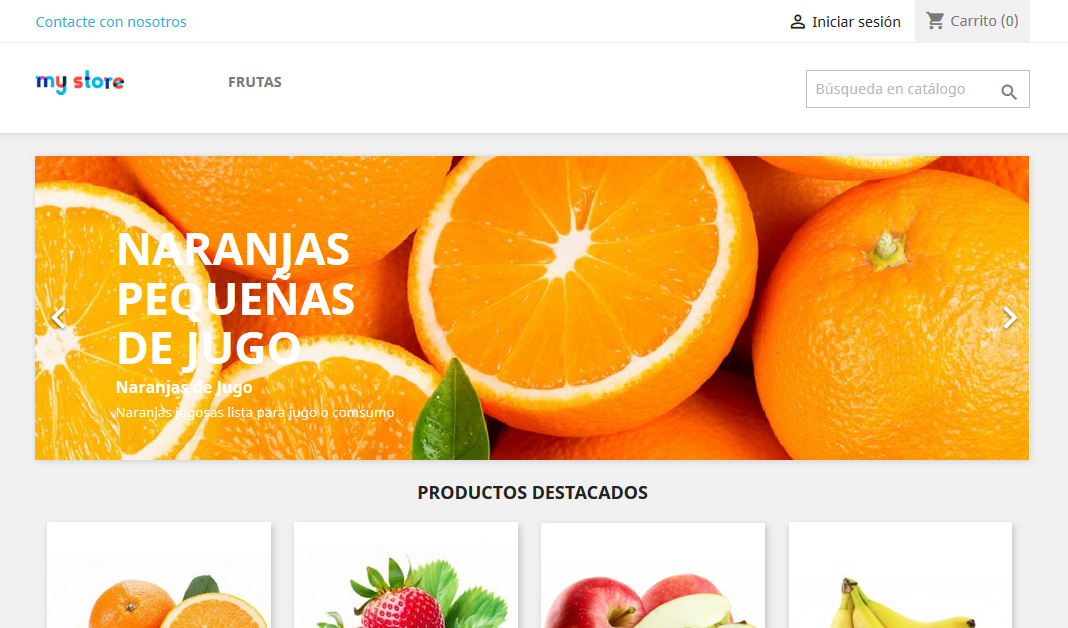 Contacte con nosotros
Iniciar sesión
Carrito (0)
my store
FRUTAS
Búsqueda en catálogo
NARANJAS
PEQUEÑAS
DE JUGO
Naranjas de Jugo
Naranjas jugosas lista para jugo o comsumo
PRODUCTOS DESTACADOS